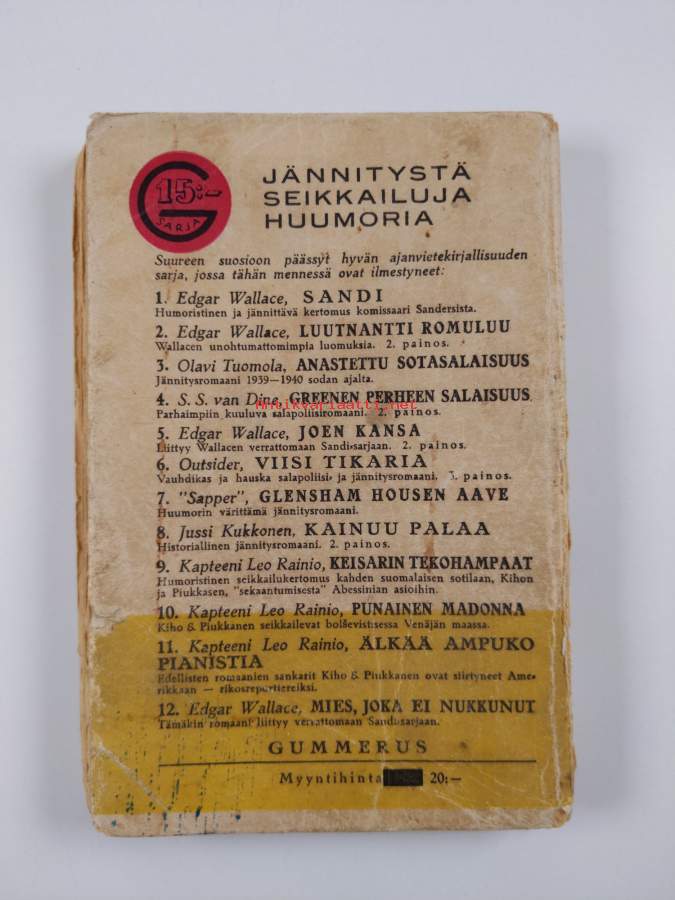 15:-
SARJA
JÄNNITYSTÄ
SEIKKAILUJA
HUUMORIA
Suureen suosioon päässyt hyvän ajanvietekirjallisuuden
sarja, jossa tähän mennessä ovat ilmestyneet:
1. Edgar Wallace, SANDI
Humoristinen ja jännittävä kertomus komissaari Sandersista.
2. Edgar Wallace, LUUTNANTTI ROMULUU
Wallacen unohtumattomimpia luomuksia. 2. painos.
3. Olavi Tuomola, ANASTETTU SOTASALAISUUS
Jännitysromaani 1939—1940 sodan ajalta.
4. S. S. van Dine, GREENEN PERHEEN SALAISUUS
Parhaimpiin kuuluva salapoliisiromaani. 2. painos.
antikvariaatti.net
5. Edgar Wallace, JOEN KANSA
Liittyy Wallacen verrattomaan Sandi-sarjaan. 2. painos.
6. Outsider, VIISI TIKARIA
Vauhdikas ja hauska salapoliisi- ja jännitysromaani. 3. painos.
7. "Sapper", GLENSHAM HOUSEN AAVE
Huumorin värittämä jännitysromaani.
8. Jussi Kukkonen, KAINUU PALAA
Historiallinen jännitysromaani. 2. painos.
9. Kapteeni Leo Rainio, KEISARIN TEKOHAMPAAT
Humoristinen seikkailukertomus kahden suomalaisen sotilaan, Kihon
ja Piukkasen, "sekaantumisesta" Abessinian asioihin.
10. Kapteeni Leo Rainio, PUNAINEN MADONNA
Kiho & Piukkanen seikkailevat bolševistisessa Venäjän maassa.
11. Kapteeni Leo Rainio, ÄLKÄÄ AMPUKO
PIANISTIA
Edellisten romaanien sankarit Kiho & Piukkanen ovat siirtyneet Ame-
rikkaan — rikosreporttereiksi.
12. Edgar Wallace, MIES, JOKA EI NUKKUNUT
Tämäkin romaani liittyy verrattomaan Sandi-sarjaan.
GUMMERUS
Myyntihinta 20:—